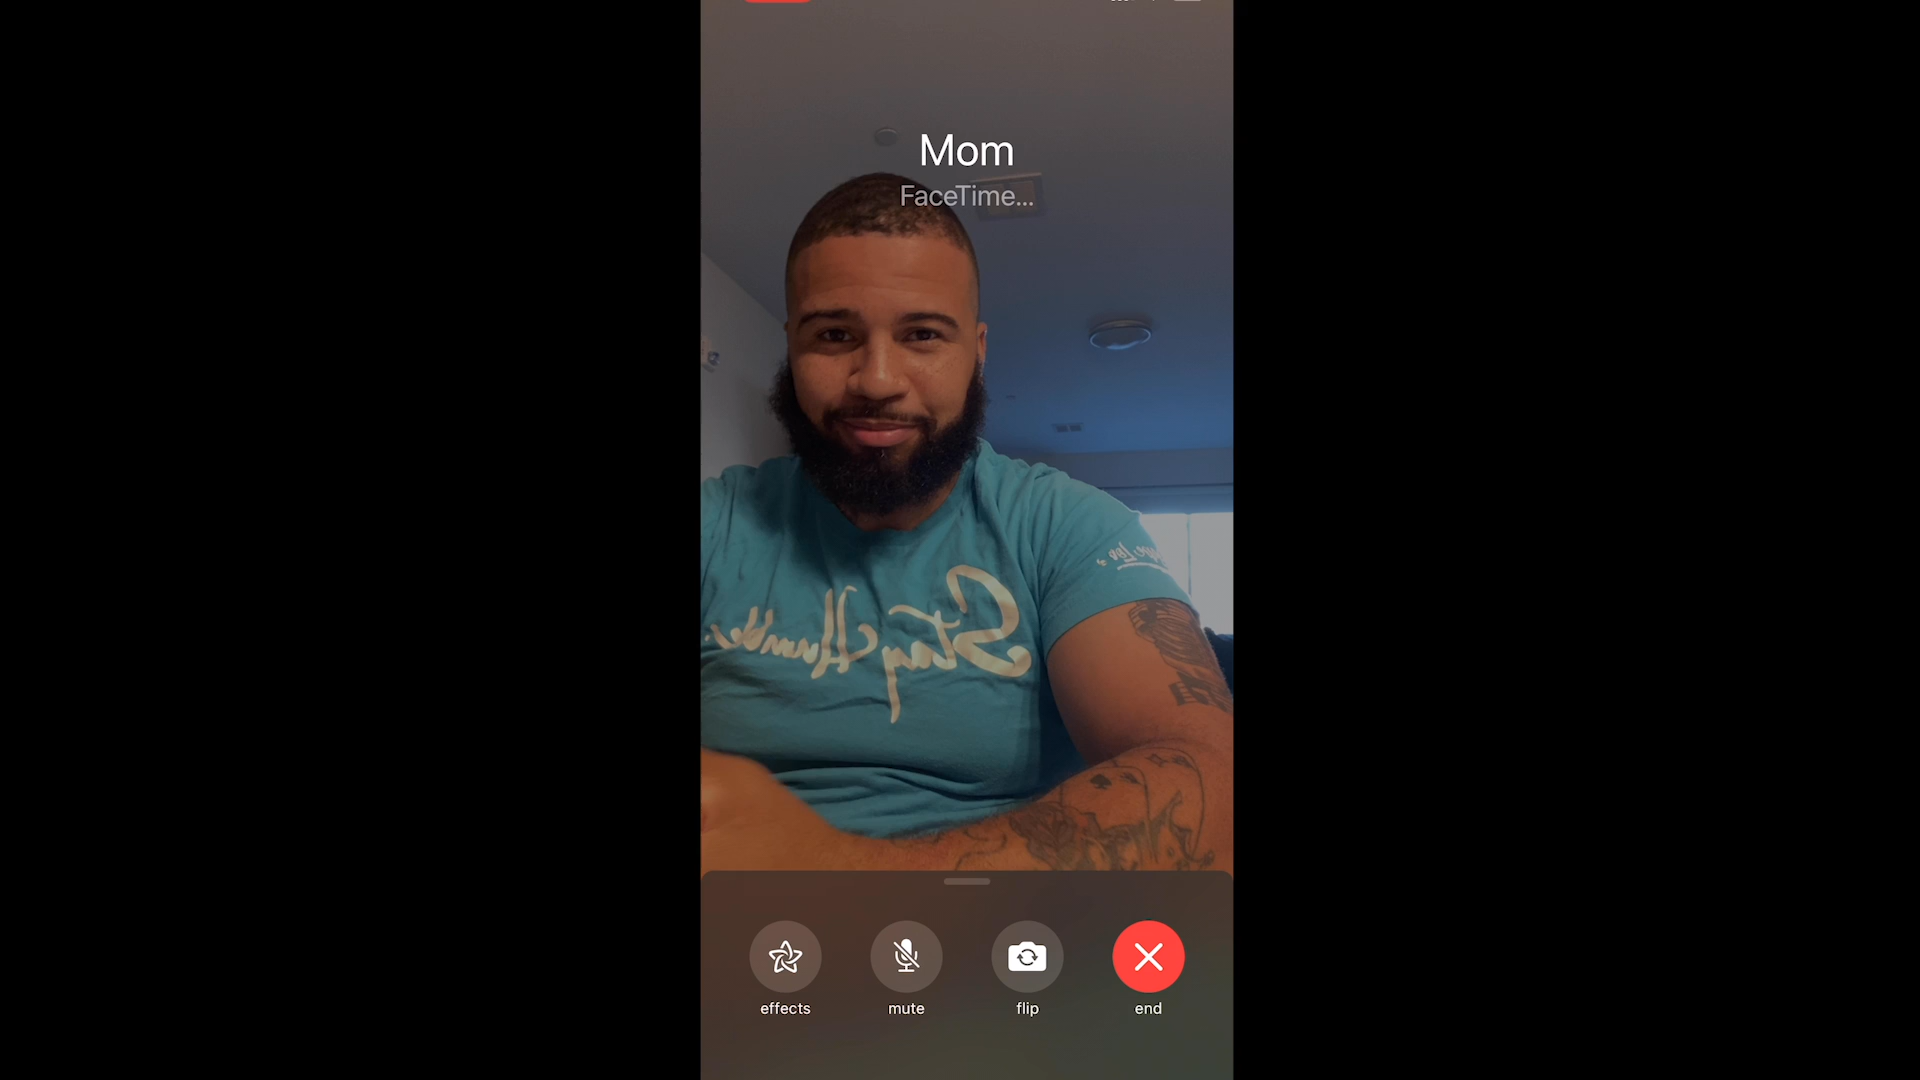 Mom
FaceTime...
Stay Humble.
effects
mute
flip
end